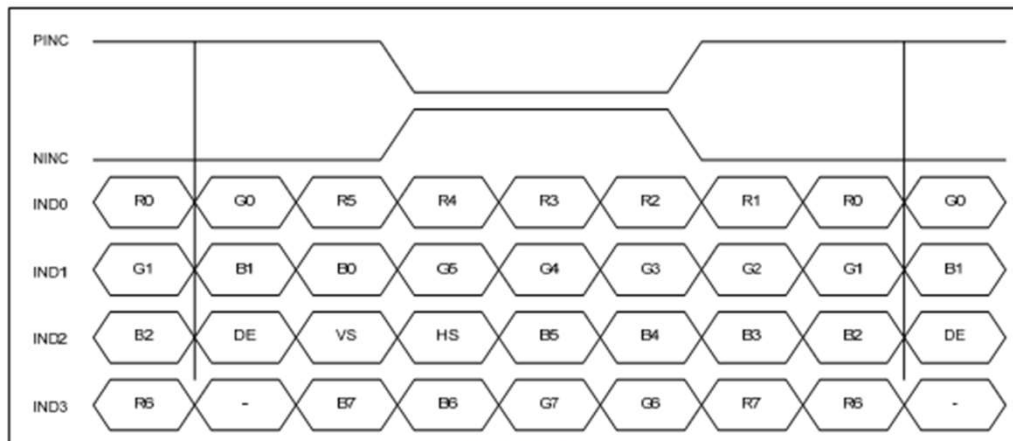 PINC
NINC
IND0 R0 G0 R5 R4 R3 R2 R1 R0 G0
IND1 G1 B1 B0 G5 G4 G3 G2 G1 B1
IND2 B2 DE VS HS B5 B4 B3 B2 DE
IND3 R6 - B7 B6 G7 G6 R7 R6 -